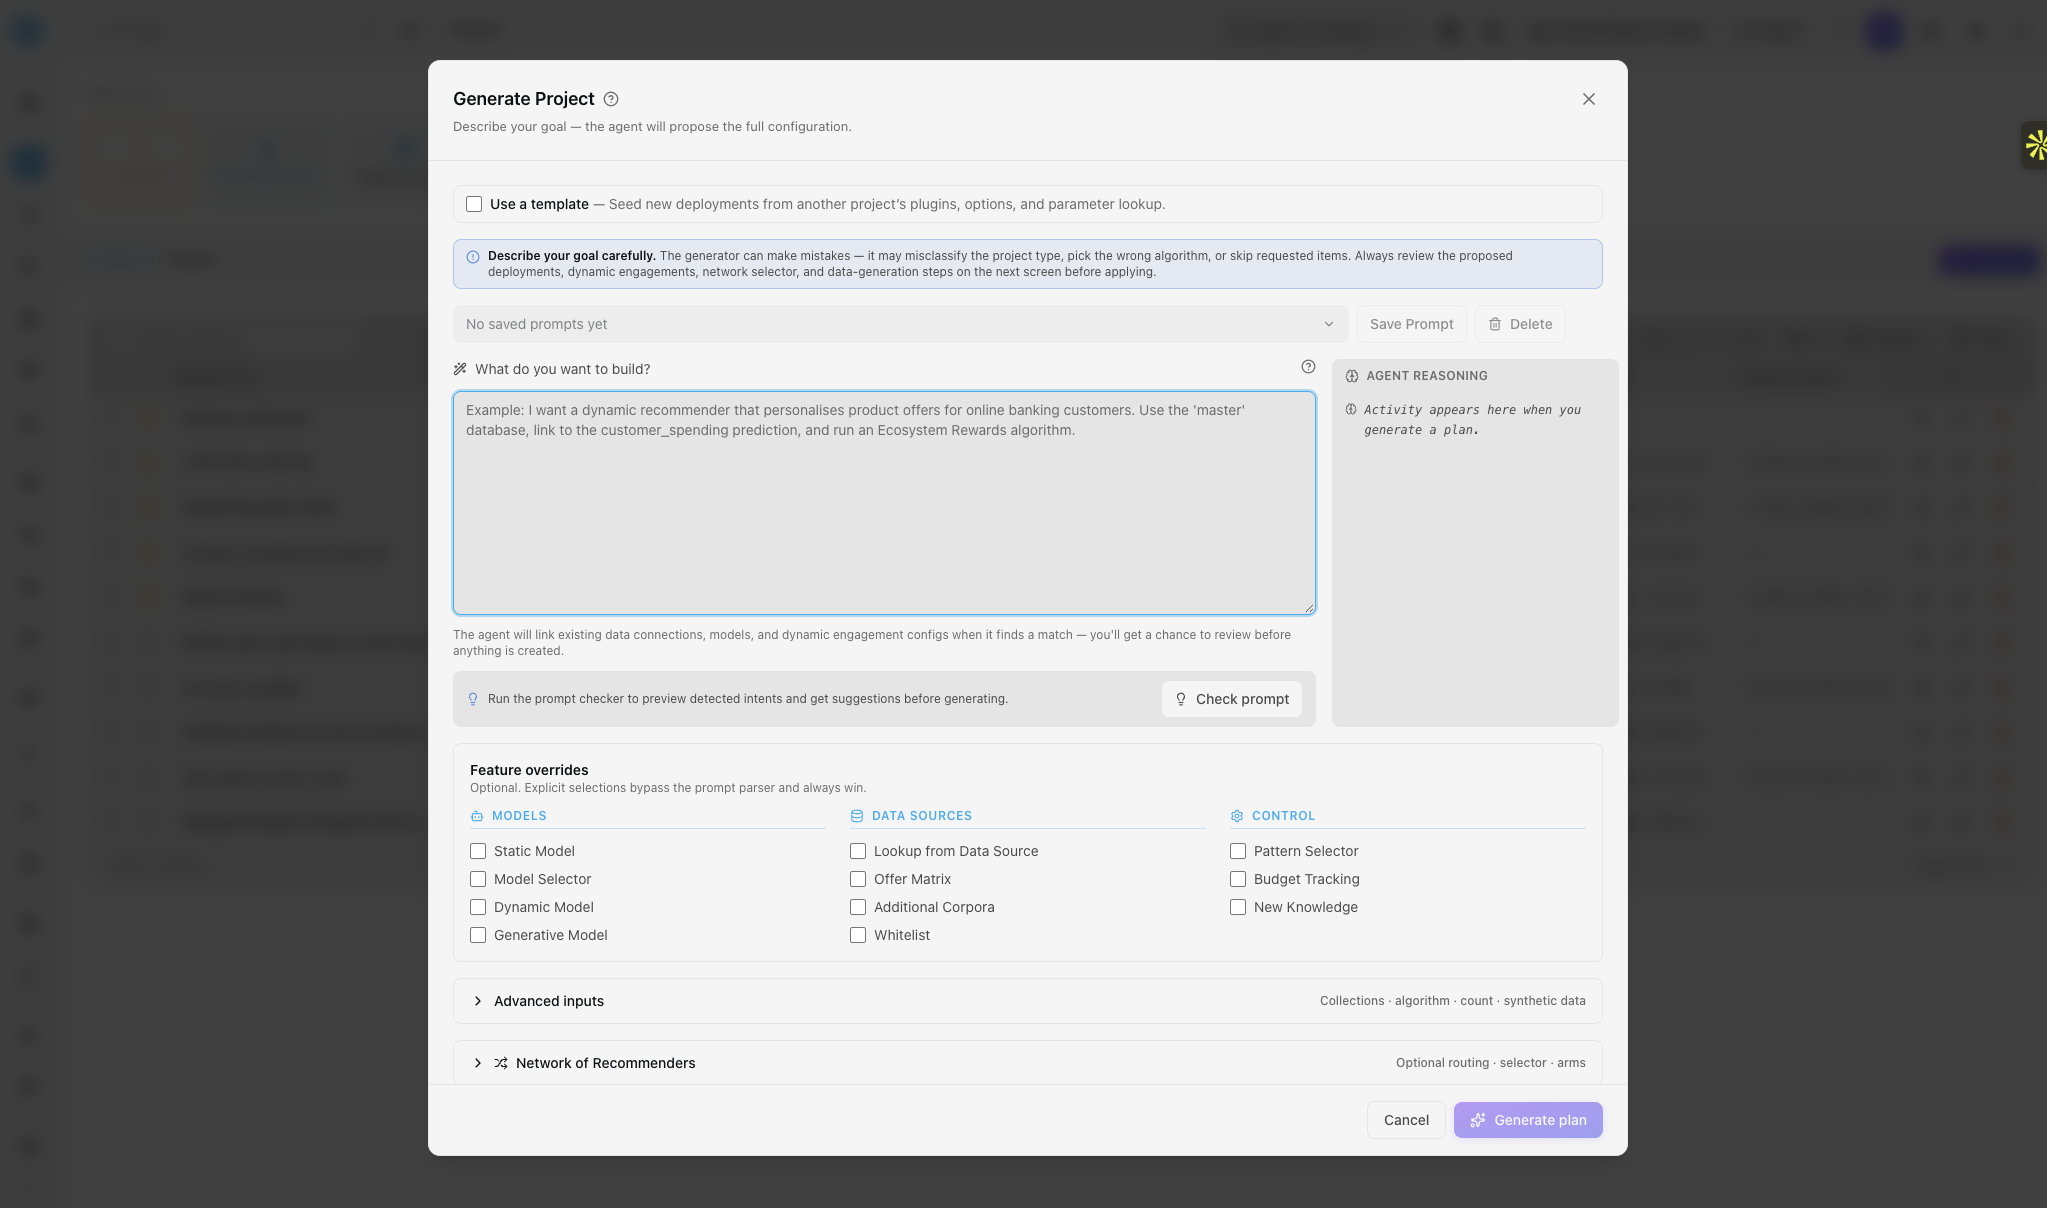 Generate Project
Describe your goal — the agent will propose the full configuration.
Use a template — Seed new deployments from another project's plugins, options, and parameter lookup.
Describe your goal carefully. The generator can make mistakes — it may misclassify the project type, pick the wrong algorithm, or skip requested items. Always review the proposed
deployments, dynamic engagements, network selector, and data-generation steps on the next screen before applying.
No saved prompts yet
Save Prompt
Delete
What do you want to build?
Example: I want a dynamic recommender that personalises product offers for online banking customers. Use the 'master'
database, link to the customer_spending prediction, and run an Ecosystem Rewards algorithm.
AGENT REASONING
Activity appears here when you
generate a plan.
The agent will link existing data connections, models, and dynamic engagement configs when it finds a match — you'll get a chance to review before
anything is created.
Run the prompt checker to preview detected intents and get suggestions before generating.
Check prompt
Feature overrides
Optional. Explicit selections bypass the prompt parser and always win.
MODELS
Static Model
Model Selector
Dynamic Model
Generative Model
DATA SOURCES
Lookup from Data Source
Offer Matrix
Additional Corpora
Whitelist
CONTROL
Pattern Selector
Budget Tracking
New Knowledge
Advanced inputs
Collections · algorithm · count · synthetic data
Network of Recommenders
Optional routing · selector · arms
Cancel
Generate plan